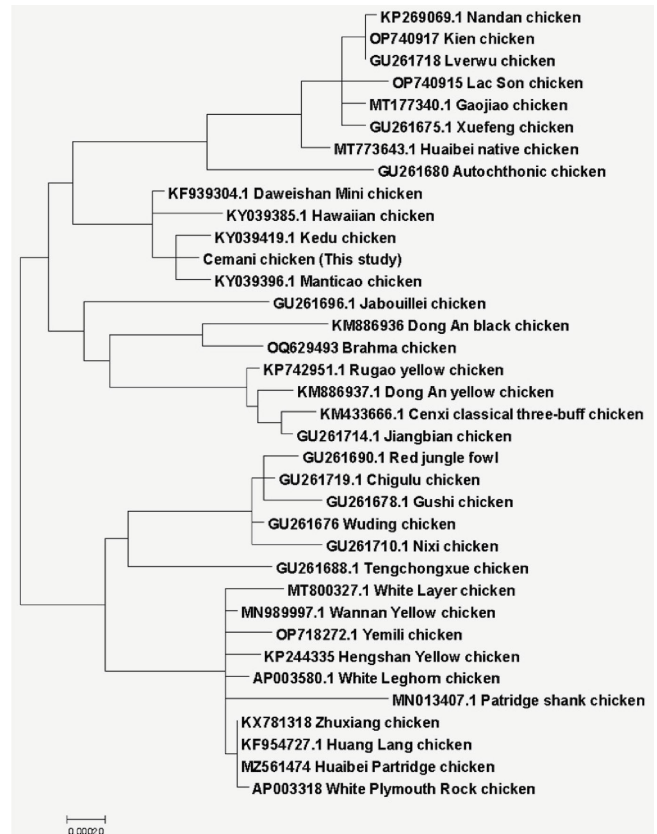 KP269069.1 Nandan chicken
OP740917 Kien chicken
GU261718 Lverwu chicken
OP740915 Lac Son chicken
MT177340.1 Gaojiao chicken
GU261675.1 Xuefeng chicken
MT773643.1 Huaibei native chicken
GU261680 Autochthonic chicken
KF939304.1 Daweishan Mini chicken
KY039385.1 Hawaiian chicken
KY039419.1 Kedu chicken
Cemani chicken (This study)
KY039396.1 Manticao chicken
GU261696.1 Jabouillei chicken
KM886936 Dong An black chicken
OQ629493 Brahma chicken
KP742951.1 Rugao yellow chicken
KM886937.1 Dong An yellow chicken
KM433666.1 Cenxi classical three-buff chicken
GU261714.1 Jiangbian chicken
GU261690.1 Red jungle fowl
GU261719.1 Chigulu chicken
GU261678.1 Gushi chicken
GU261676 Wuding chicken
GU261710.1 Nixi chicken
GU261688.1 Tengchongxue chicken
MT800327.1 White Layer chicken
MN989997.1 Wannan Yellow chicken
OP718272.1 Yemili chicken
KP244335 Hengshan Yellow chicken
AP003580.1 White Leghorn chicken
MN013407.1 Patridge shank chicken
KX781318 Zhuxiang chicken
KF954727.1 Huang Lang chicken
MZ561474 Huaibei Partridge chicken
AP003318 White Plymouth Rock chicken
0.00020